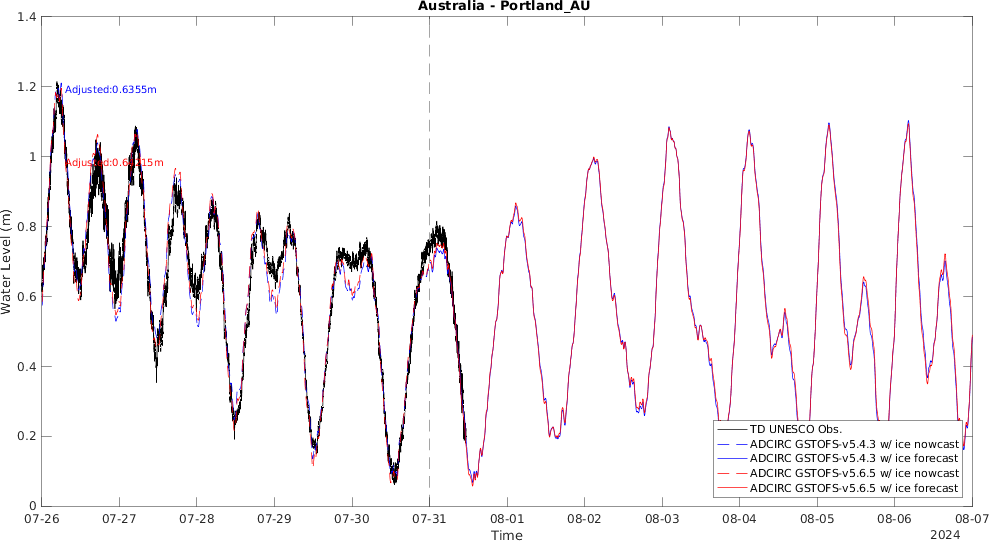 Australia - Portland_AU
1.4
1.2
1
0.8
0.6
0.4
0.2
0
Water Level (m)
Adjusted:0.6355m
TD UNESCO Obs.
ADCIRC GSTOFS-v5.4.3 w/ ice nowcast
ADCIRC GSTOFS-v5.4.3 w/ ice forecast
ADCIRC GSTOFS-v5.6.5 w/ ice nowcast
ADCIRC GSTOFS-v5.6.5 w/ ice forecast
07-26 07-27 07-28 07-29 07-30 07-31 08-01 08-02 08-03 08-04 08-05 08-06 08-07
Time
2024